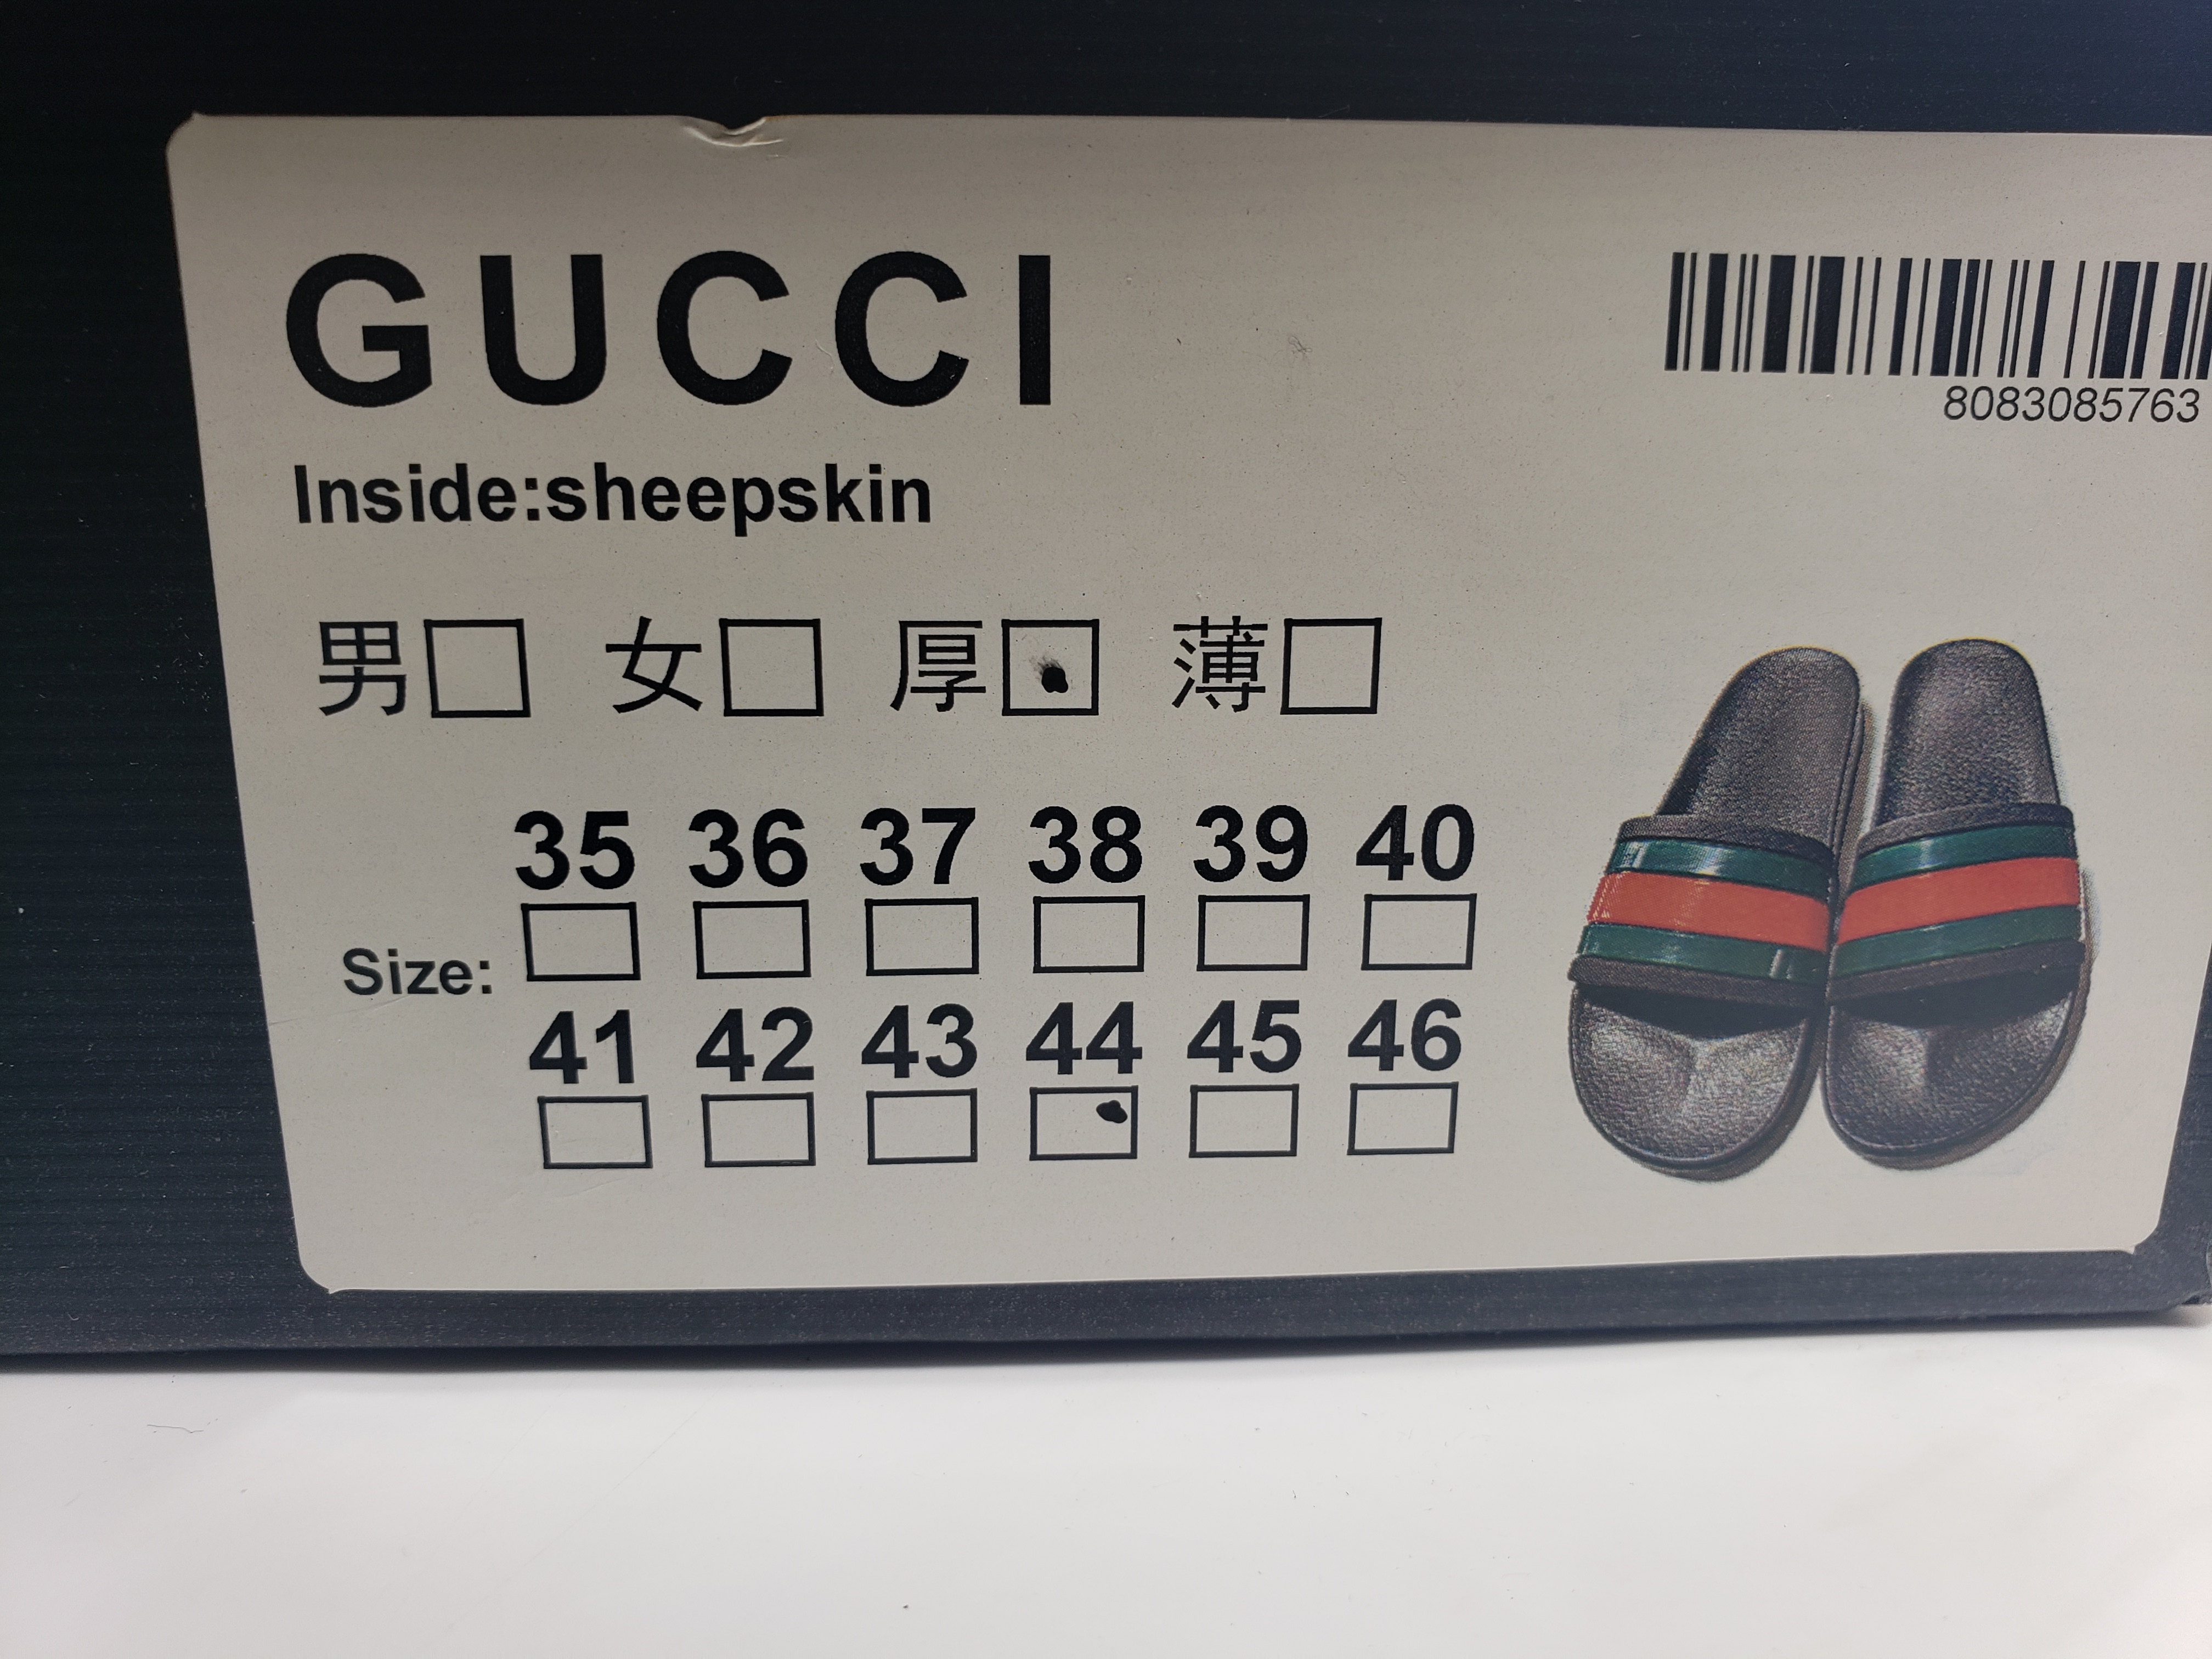 GUCCI
8083085763
Inside:sheepskin
男 女 厚 薄
35 36 37 38 39 40
Size:
41 42 43 44 45 46